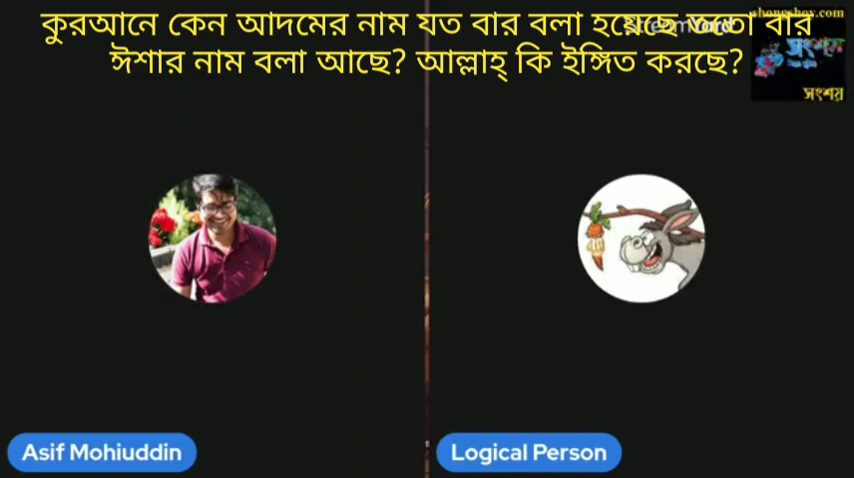 কুরআনে কেন আদমের নাম যত বার বলা হয়েছে ততো বার
ঈশার নাম বলা আছে? আল্লাহ্ কি ইঙ্গিত করছে?
shongshoy.com
সংশয়
সংশয়
Asif Mohiuddin
Logical Person